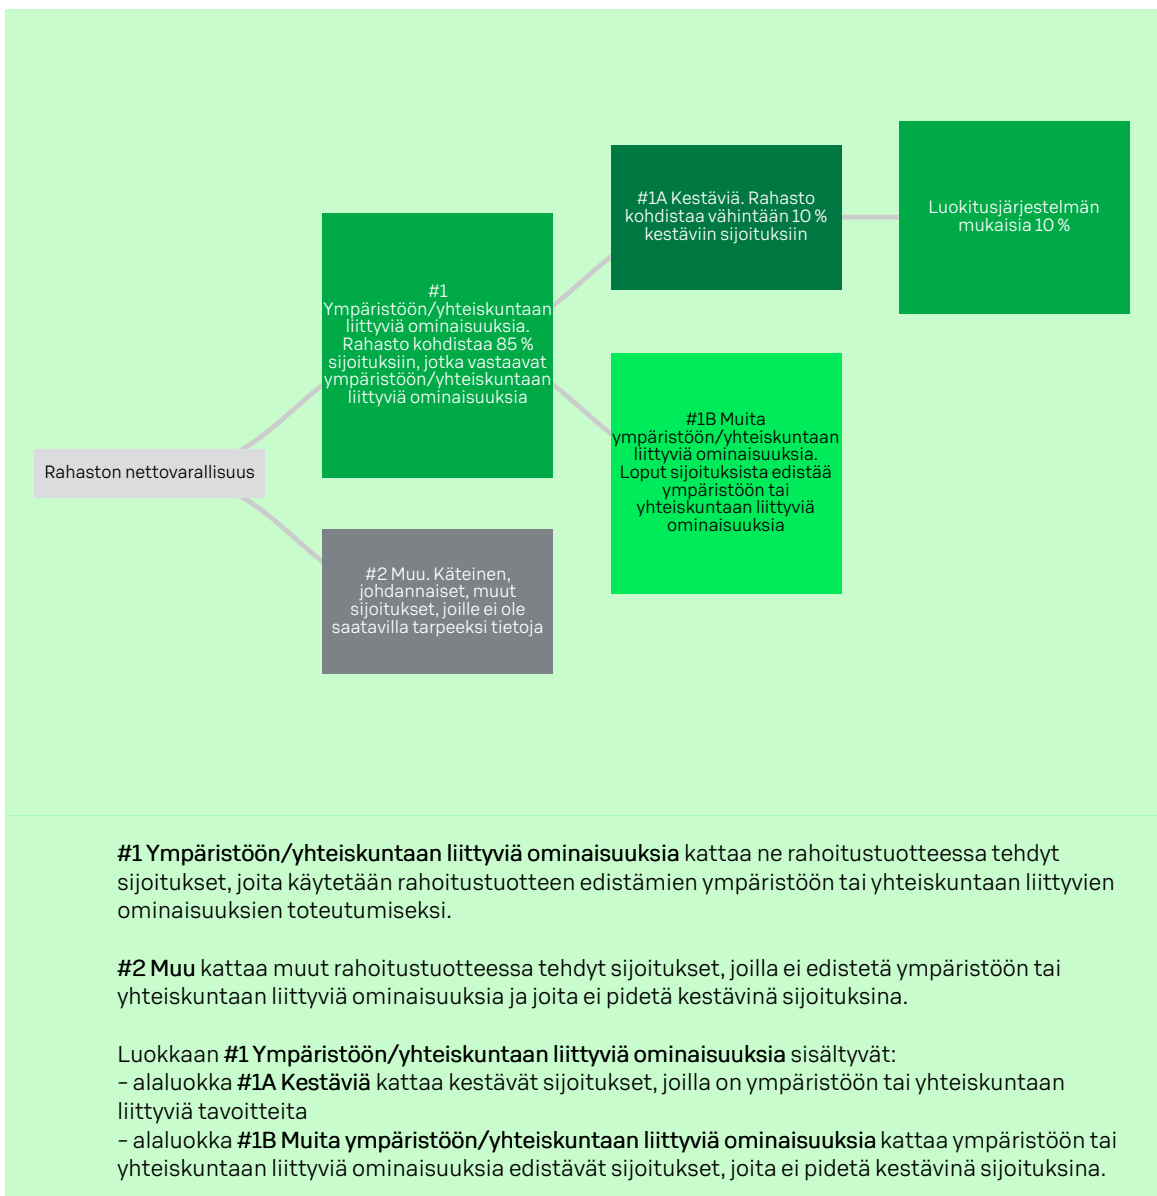 #1A Kestäviä. Rahasto
kohdistaa vähintään 10 %
kestäviin sijoituksiin
Luokitusjärjestelmän
mukaisia 10 %
#1
Ympäristöön/yhteiskuntaan
liittyviä ominaisuuksia.
Rahasto kohdistaa 85 %
sijoituksiin, jotka vastaavat
ympäristöön/yhteiskuntaan
liittyviä ominaisuuksia
#1B Muita
ympäristöön/yhteiskuntaan
liittyviä ominaisuuksia.
Loput sijoituksista edistää
ympäristöön tai
yhteiskuntaan liittyviä
ominaisuuksia
Rahaston nettovarallisuus
#2 Muu. Käteinen,
johdannaiset, muut
sijoitukset, joille ei ole
saatavilla tarpeeksi tietoja
#1 Ympäristöön/yhteiskuntaan liittyviä ominaisuuksia kattaa ne rahoitustuotteessa tehdyt
sijoitukset, joita käytetään rahoitustuotteen edistämien ympäristöön tai yhteiskuntaan liittyvien
ominaisuuksien toteutumiseksi.
#2 Muu kattaa muut rahoitustuotteessa tehdyt sijoitukset, joilla ei edistetä ympäristöön tai
yhteiskuntaan liittyviä ominaisuuksia ja joita ei pidetä kestävinä sijoituksina.
Luokkaan #1 Ympäristöön/yhteiskuntaan liittyviä ominaisuuksia sisältyvät:
– alaluokka #1A Kestäviä kattaa kestävät sijoitukset, joilla on ympäristöön tai yhteiskuntaan
liittyviä tavoitteita
– alaluokka #1B Muita ympäristöön/yhteiskuntaan liittyviä ominaisuuksia kattaa ympäristöön tai
yhteiskuntaan liittyviä ominaisuuksia edistävät sijoitukset, joita ei pidetä kestävinä sijoituksina.